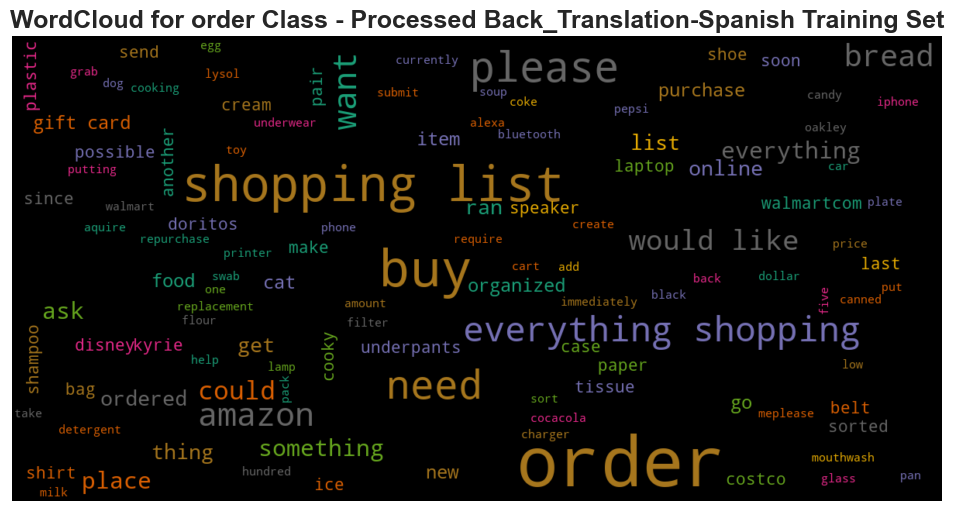 WordCloud for order Class - Processed Back_Translation-Spanish Training Set
plastic
grab
send
egg
dog
cooking
lysol
pair
want
submit
currently
please
soup
coke
shoe
soon
bread
purchase
pepsi
candy
iphone
gift card
cream
underwear
alexa
bluetooth
oakley
possible
another
toy
item
list
everything
car
putting
laptop
online
since
walmart
shopping list
ran
speaker
walmartcom
plate
aquire
doritos
repurchase
phone
printer
make
require
create
would like
price
food
swab
one
cat
buy
cart
add
organized
back
dollar
last
put
ask
replacement
flour
amount
filter
immediately
black
five
canned
shampoo
disneykyrie
help
get
lamp
cooky
underpants
everything shopping
case
paper
low
bag
ordered
could
pack
need
sort
tissue
go
meplease
belt
take
detergent
amazon
cocacola
charger
sorted
thing
something
order
mouthwash
shirt
milk
place
hundred
ice
new
costco
glass
pan